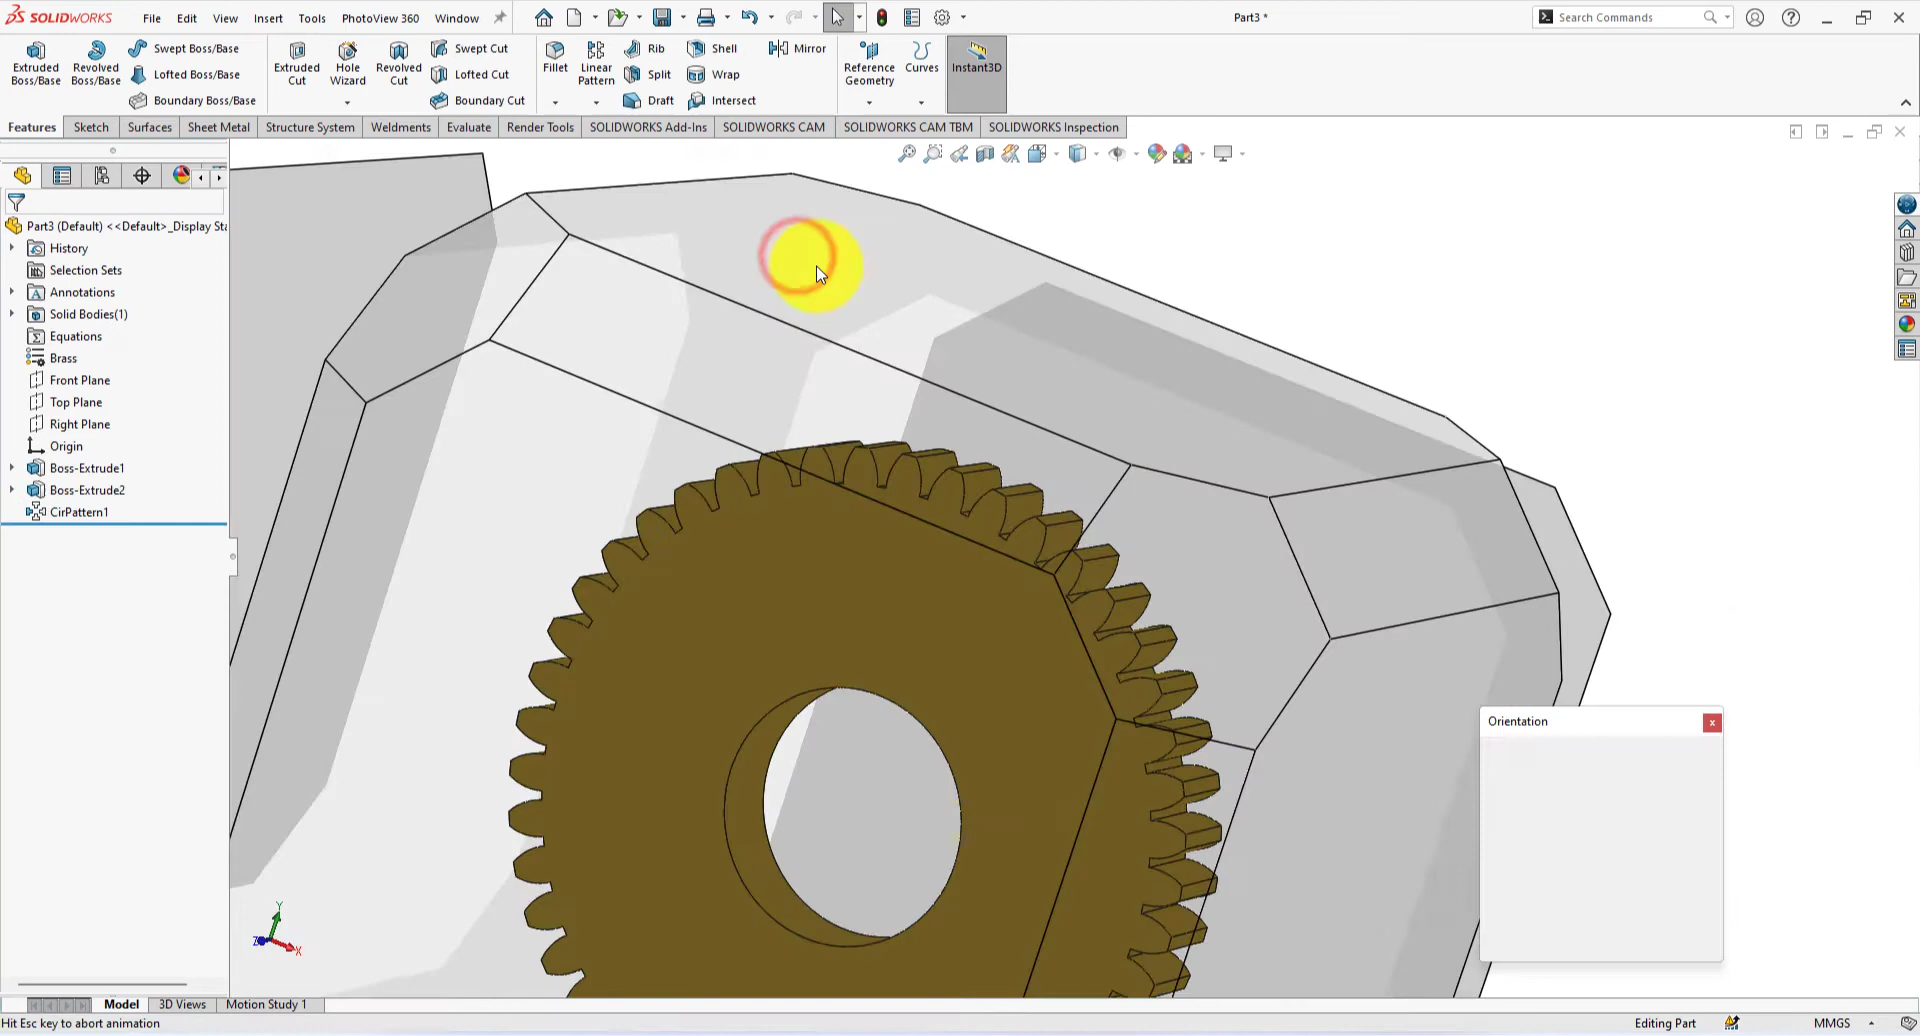 SOLIDWORKS File Edit View Insert Tools PhotoView 360 Window Part3 * Search Commands
Extruded Boss/Base
Revolved Boss/Base
Swept Boss/Base
Lofted Boss/Base
Boundary Boss/Base
Extruded Cut
Hole Wizard
Revolved Cut
Swept Cut
Lofted Cut
Boundary Cut
Fillet
Linear Pattern
Rib
Split
Draft
Shell
Wrap
Intersect
Mirror
Reference Geometry
Curves
Instant3D
Features Sketch Surfaces Sheet Metal Structure System Weldments Evaluate Render Tools SOLIDWORKS Add-Ins SOLIDWORKS CAM SOLIDWORKS CAM TBM SOLIDWORKS Inspection
Part3 (Default) <<Default>_Display Sta
History
Selection Sets
Annotations
Solid Bodies(1)
Equations
Brass
Front Plane
Top Plane
Right Plane
Origin
Boss-Extrude1
Boss-Extrude2
CirPattern1
Orientation x
Y
Z X
Model 3D Views Motion Study 1
Hit Esc key to abort animation Editing Part MMGS